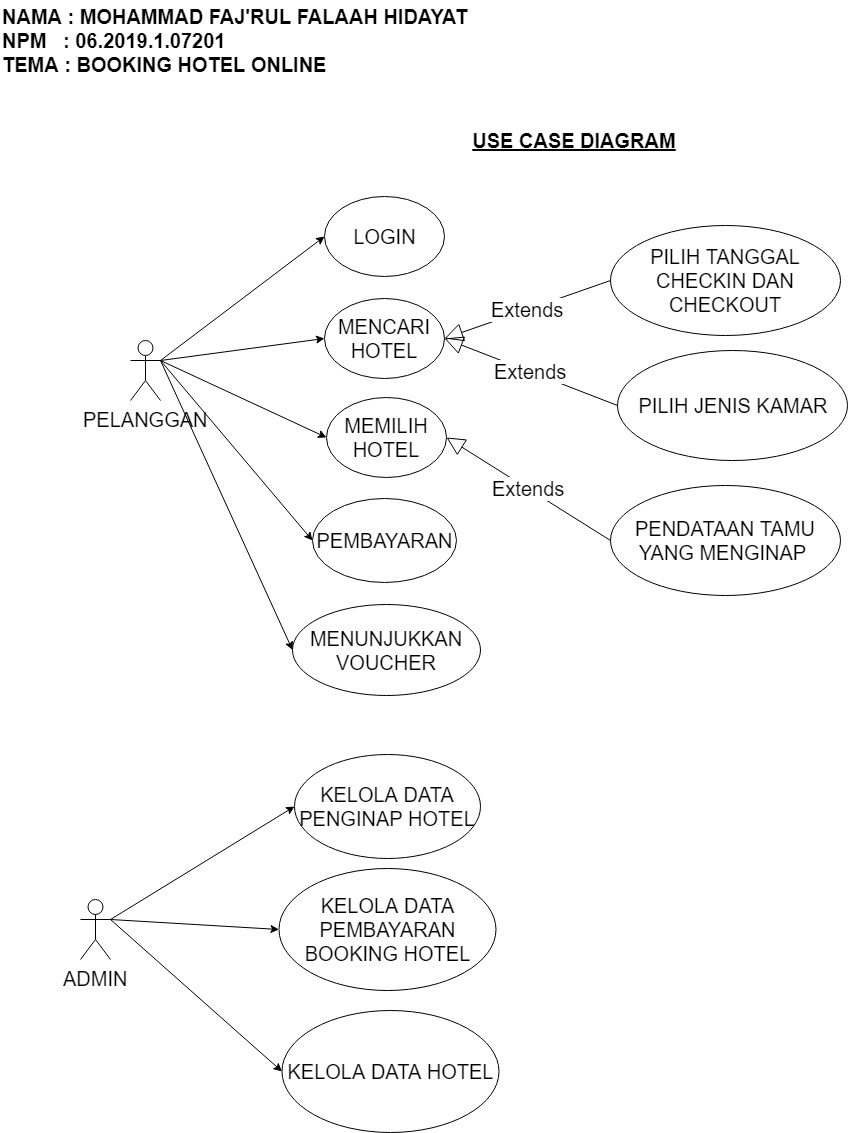 NAMA : MOHAMMAD FAJ'RUL FALAAH HIDAYAT
NPM : 06.2019.1.07201
TEMA : BOOKING HOTEL ONLINE
USE CASE DIAGRAM
LOGIN
PILIH TANGGAL
CHECKIN DAN
CHECKOUT
Extends
MENCARI
HOTEL
Extends
PILIH JENIS KAMAR
PELANGGAN
MEMILIH
HOTEL
Extends
PENDATAAN TAMU
YANG MENGINAP
PEMBAYARAN
MENUNJUKKAN
VOUCHER
KELOLA DATA
PENGINAP HOTEL
KELOLA DATA
PEMBAYARAN
BOOKING HOTEL
ADMIN
KELOLA DATA HOTEL